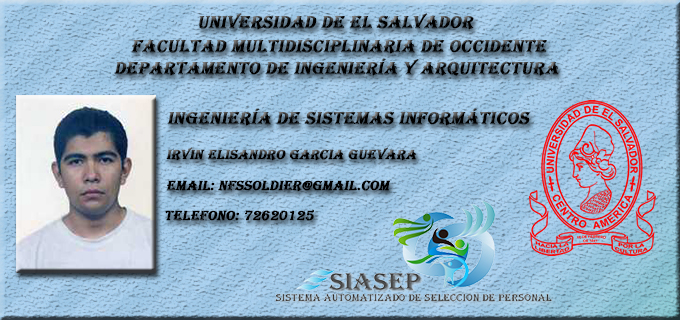 UNIVERSIDAD DE EL SALVADOR
FACULTAD MULTIDISCIPLINARIA DE OCCIDENTE
DEPARTAMENTO DE INGENIERÍA Y ARQUITECTURA
INGENIERÍA DE SISTEMAS INFORMÁTICOS
IRVIN ELISANDRO GARCIA GUEVARA
EMAIL: NFSSOLDIER@GMAIL.COM
TELEFONO: 72620125
UNIVERSIDAD DE EL SALVADOR
CENTRO AMERICA
HACIA LA LIBERTAD
POR LA CULTURA
SIASEP
SISTEMA AUTOMATIZADO DE SELECCION DE PERSONAL